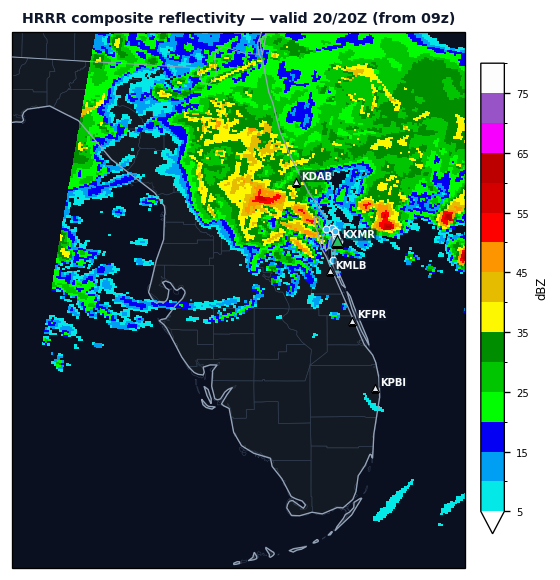 HRRR composite reflectivity — valid 20/20Z (from 09z)
KDAB
KXMR
KMLB
KFPR
KPBI
75
65
55
45
35
25
15
5
dBZ